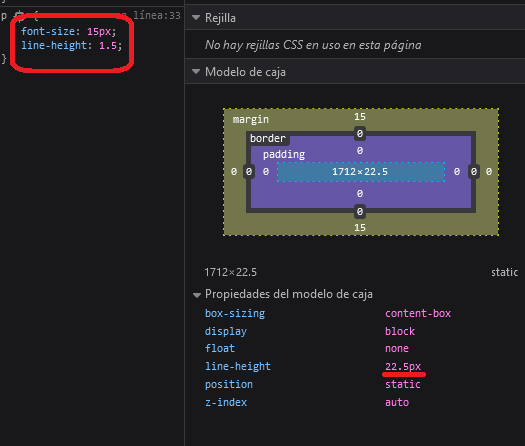 p {
en línea:33
font-size: 15px;
line-height: 1.5;
}
Rejilla
No hay rejillas CSS en uso en esta página
Modelo de caja
margin
15
border
0
padding
0
0 0 0
1712×22.5
0 0 0
0
0
15
1712×22.5
static
Propiedades del modelo de caja
box-sizing content-box
display block
float none
line-height 22.5px
position static
z-index auto